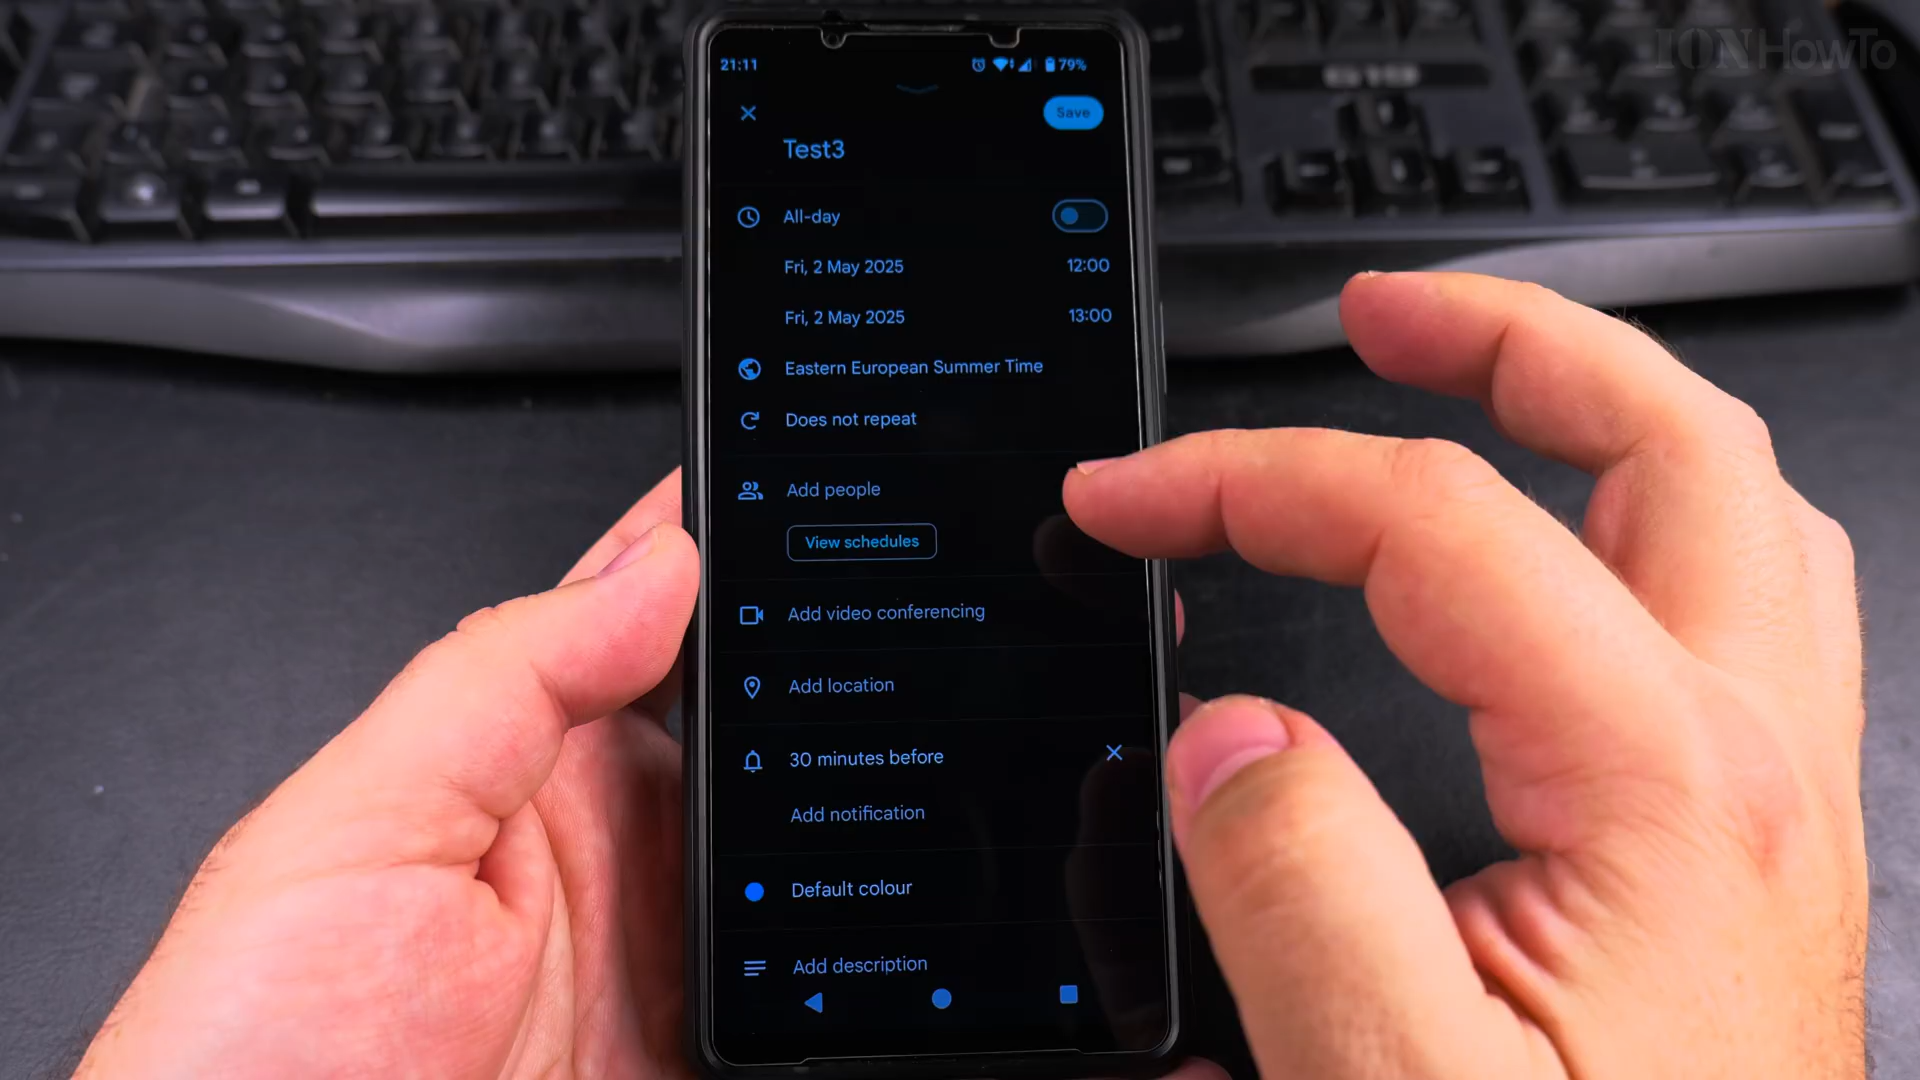 IONHowTo
G19
21:11
79%
Save
Test3
All-day
Fri, 2 May 2025 12:00
Fri, 2 May 2025 13:00
Eastern European Summer Time
Does not repeat
Add people
View schedules
Add video conferencing
Add location
30 minutes before
Add notification
Default colour
Add description